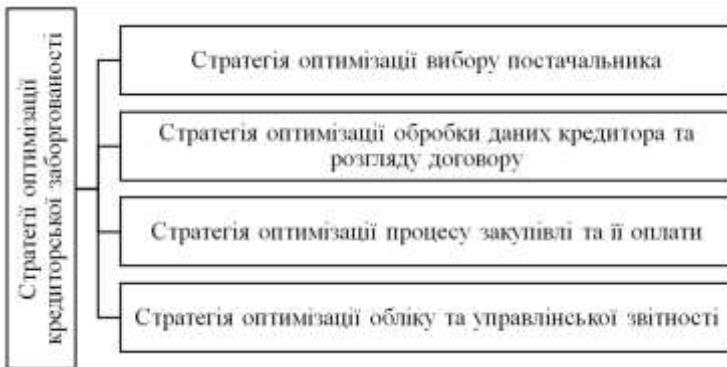 Стратегії оптимізації
кредиторської заборгованості
Стратегія оптимізації вибору постачальника
Стратегія оптимізації обробки даних кредитора та
розгляду договору
Стратегія оптимізації процесу закупівлі та її оплати
Стратегія оптимізації обліку та управлінської звітності